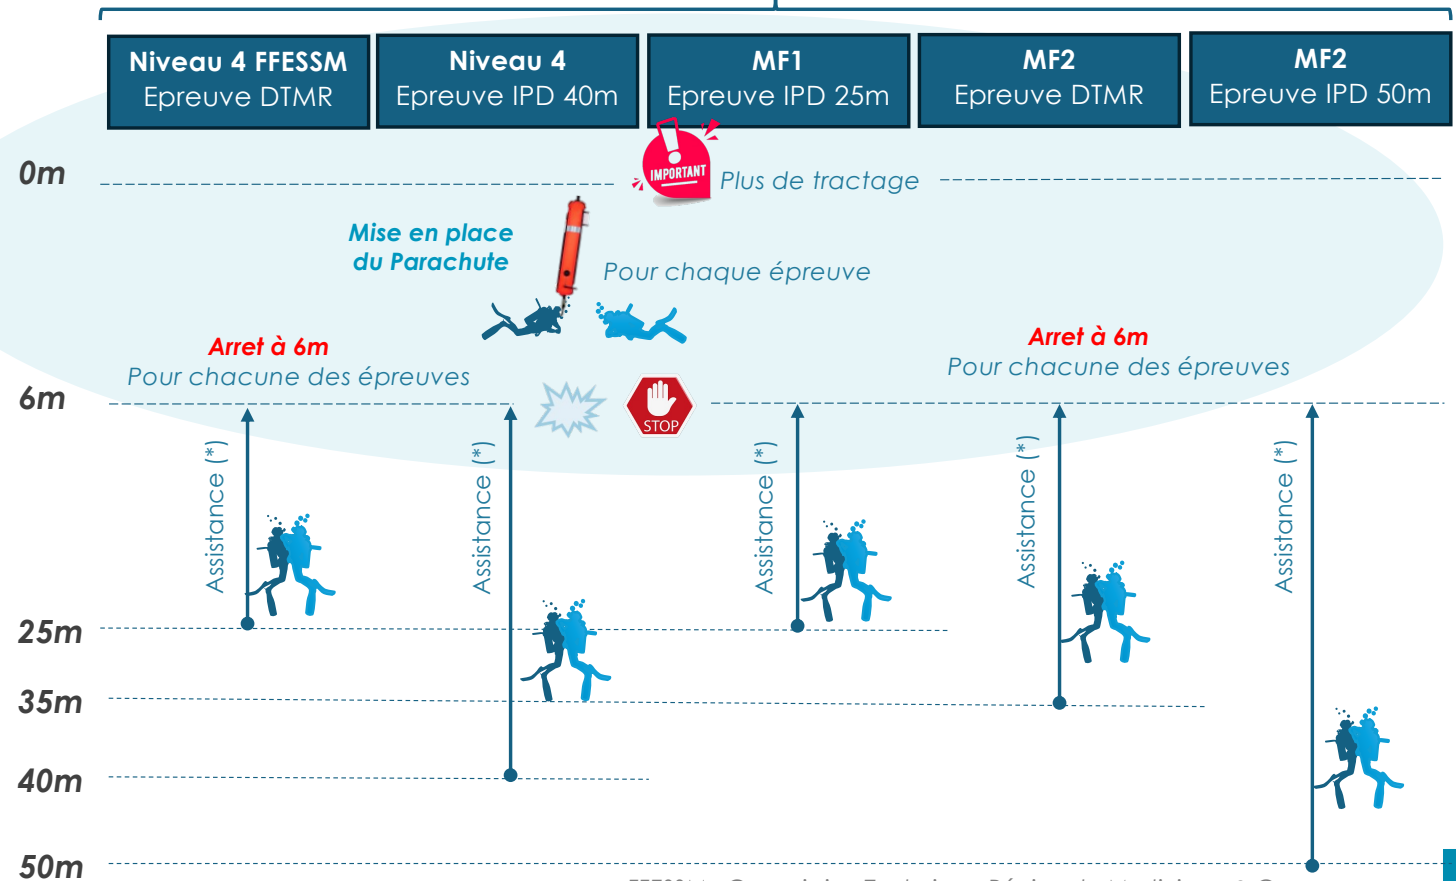 Niveau 4 FFESSM
Epreuve DTMR
Niveau 4
Epreuve IPD 40m
MF1
Epreuve IPD 25m
MF2
Epreuve DTMR
MF2
Epreuve IPD 50m
0m
IMPORTANT
Plus de tractage
Mise en place
du Parachute
Pour chaque épreuve
Arret à 6m
Pour chacune des épreuves
Arret à 6m
Pour chacune des épreuves
6m
STOP
Assistance (*)
Assistance (*)
Assistance (*)
Assistance (*)
Assistance (*)
25m
35m
40m
50m